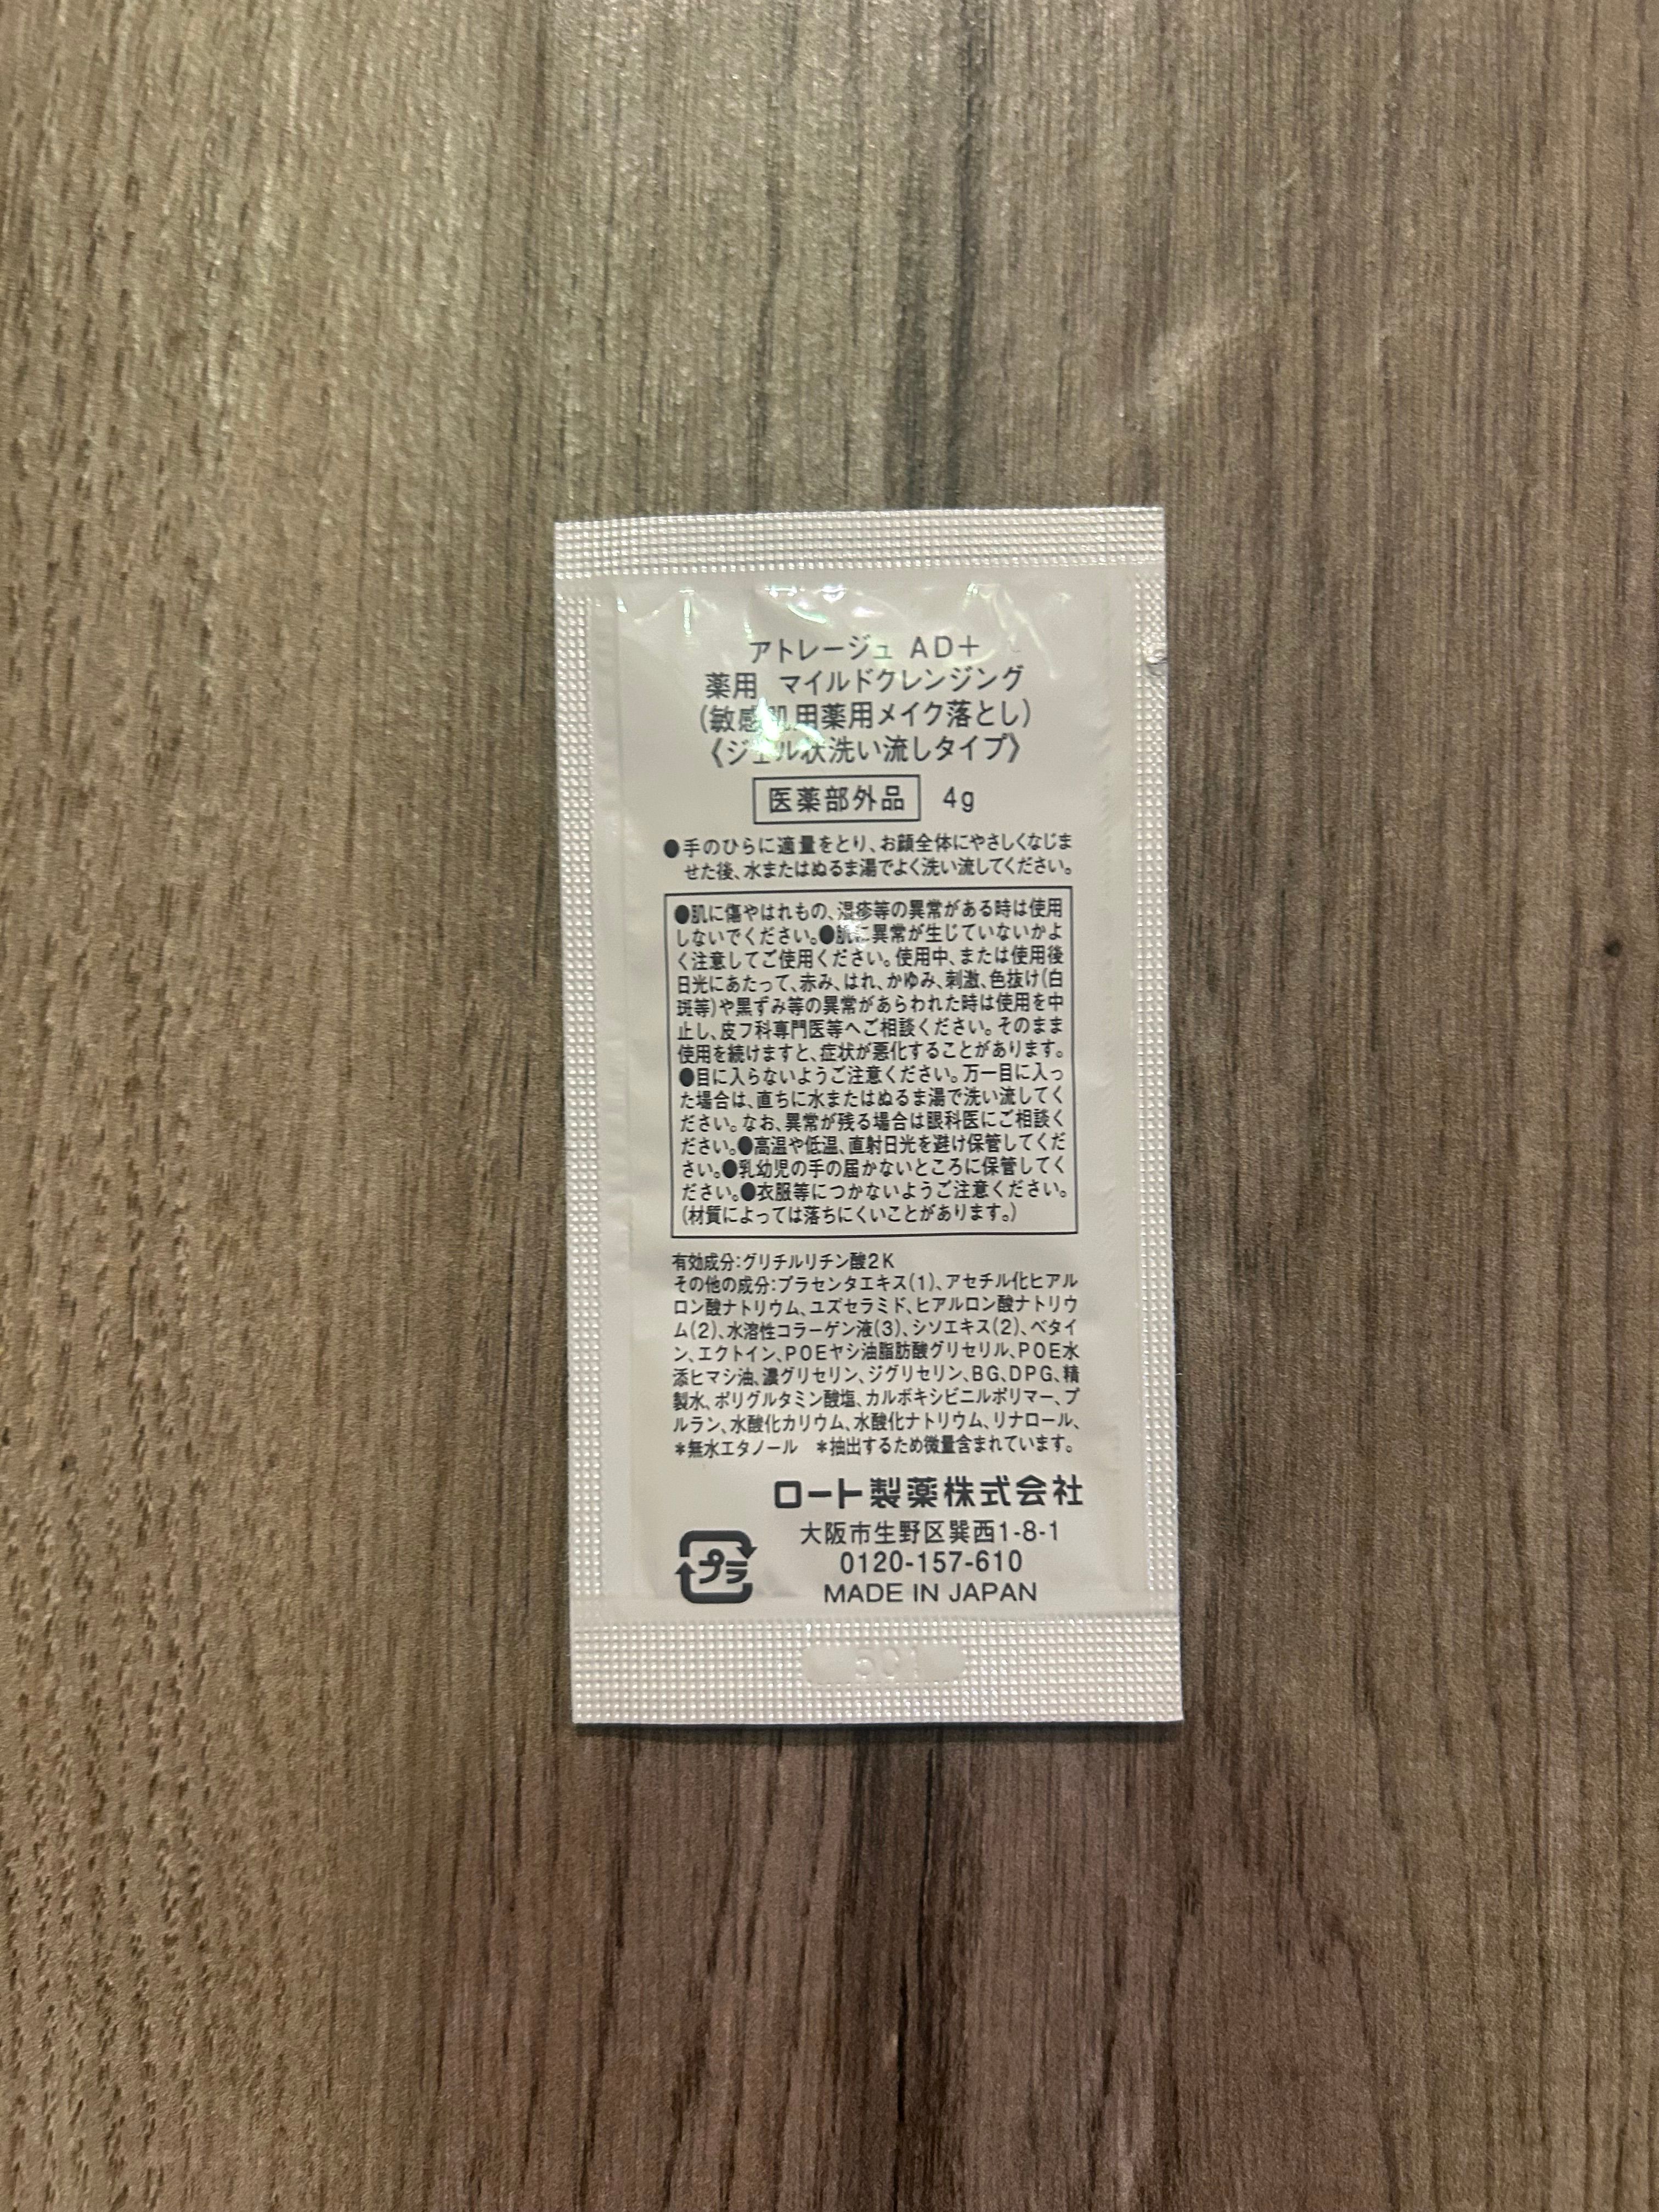 アトレージュ AD＋
薬用 マイルドクレンジング
(敏感肌用薬用メイク落とし)
《ジェル状洗い流しタイプ》
医薬部外品 4g
●手のひらに適量をとり、お顔全体にやさしくなじま
せた後、水またはぬるま湯でよく洗い流してください。
●肌に傷やはれもの、湿疹等の異常がある時は使用
しないでください。●肌に異常が生じていないかよ
く注意してご使用ください。使用中、または使用後
日光にあたって、赤み、はれ、かゆみ、刺激、色抜け(白
斑等)や黒ずみ等の異常があらわれた時は使用を中
止し、皮フ科専門医等へご相談ください。そのまま
使用を続けますと、症状が悪化することがあります。
●目に入らないようご注意ください。万一目に入っ
た場合は、直ちに水またはぬるま湯で洗い流してく
ださい。なお、異常が残る場合は眼科医にご相談く
ださい。●高温や低温、直射日光を避け保管してくだ
さい。●乳幼児の手の届かないところに保管してく
ださい。●衣服等につかないようご注意ください。
(材質によっては落ちにくいことがあります。)
有効成分:グリチルリチン酸2K
その他の成分:プラセンタエキス(1)、アセチル化ヒアル
ロン酸ナトリウム、ユズセラミド、ヒアルロン酸ナトリウ
ム(2)、水溶性コラーゲン液(3)、シソエキス(2)、ベタイ
ン、エクトイン、POEヤシ油脂肪酸グリセリル、POE水
添ヒマシ油、濃グリセリン、ジグリセリン、BG、DPG、精
製水、ポリグルタミン酸塩、カルボキシビニルポリマー、プ
ルラン、水酸化カリウム、水酸化ナトリウム、リナロール、
＊無水エタノール ＊抽出するため微量含まれています。
ロート製薬株式会社
大阪市生野区巽西1-8-1
0120-157-610
MADE IN JAPAN
プラ